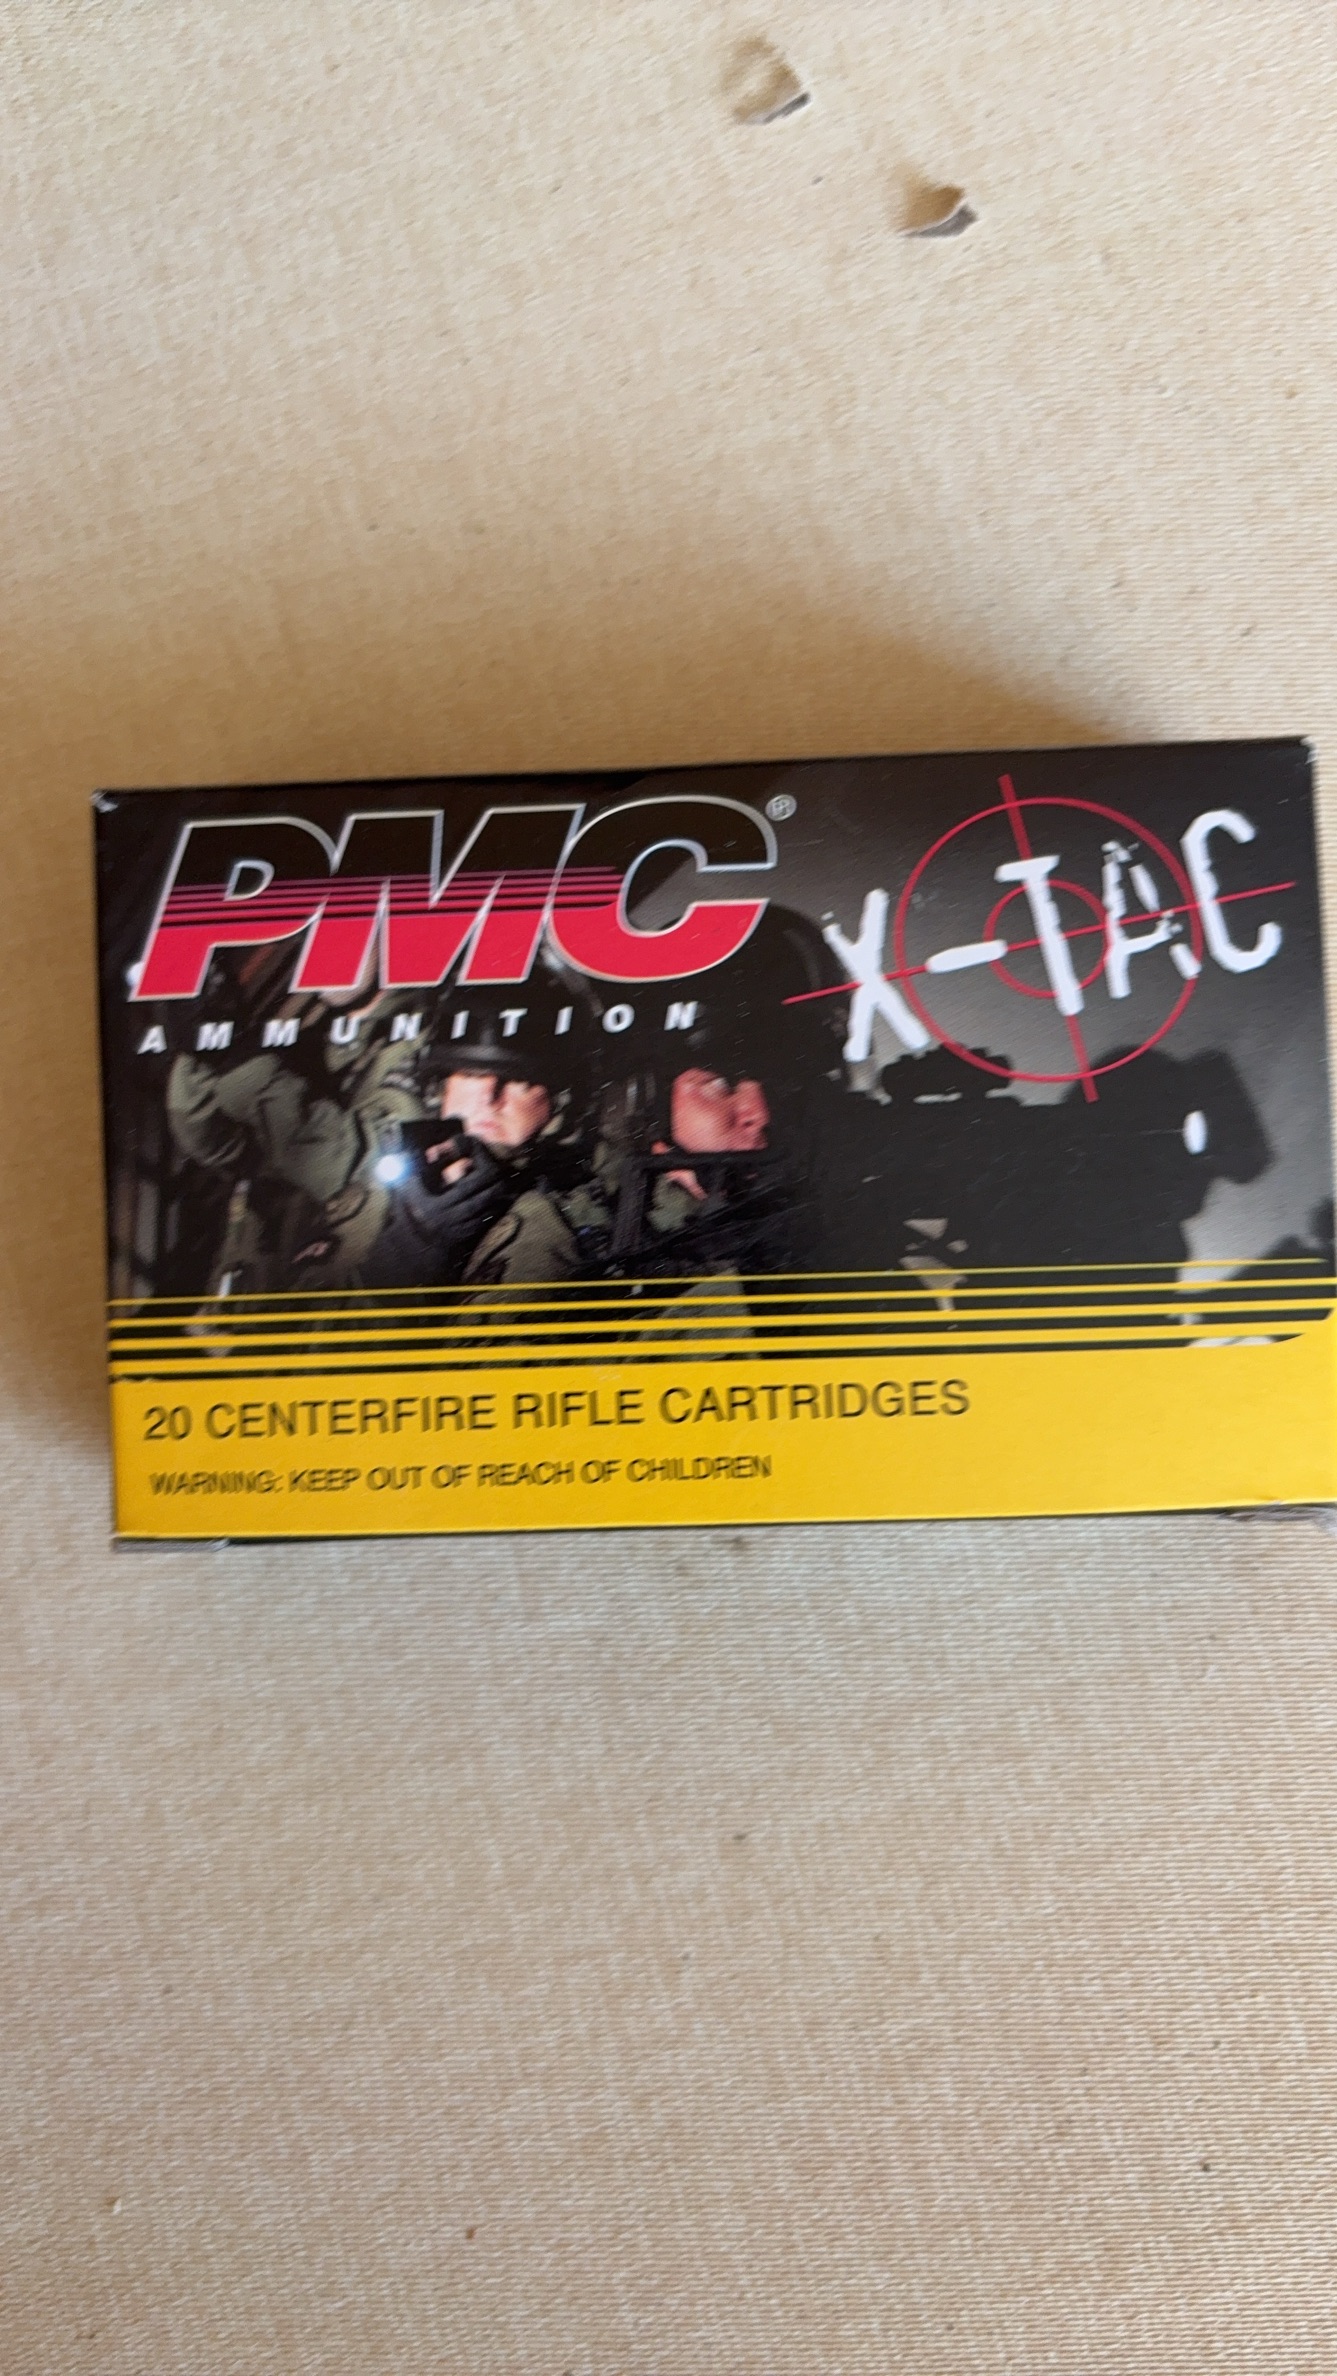 PMC®
AMMUNITION
X-TAC
20 CENTERFIRE RIFLE CARTRIDGES
WARNING: KEEP OUT OF REACH OF CHILDREN